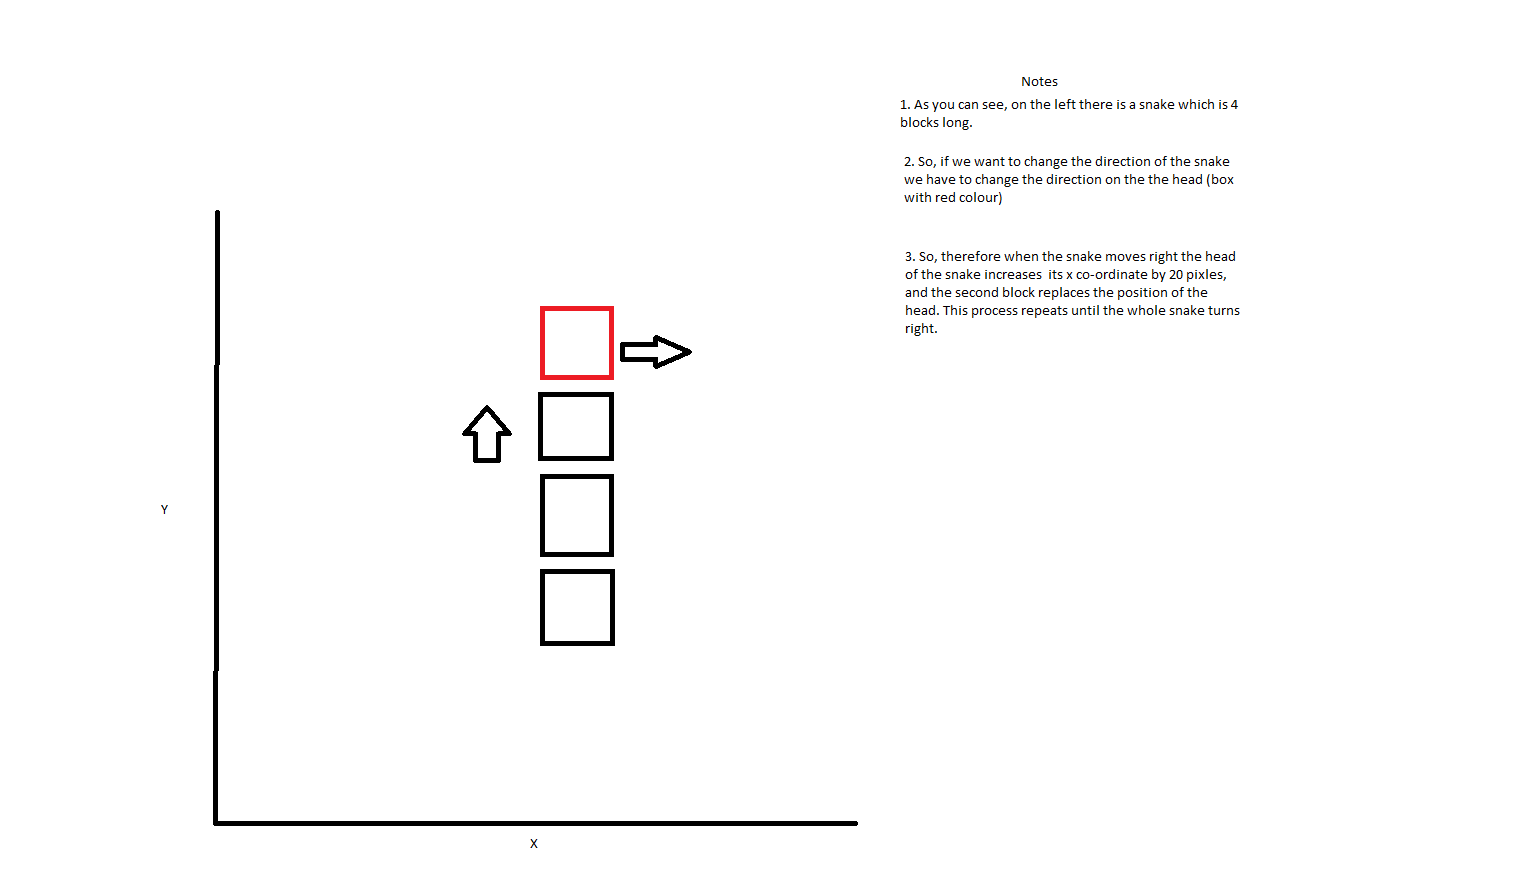 Notes
1. As you can see, on the left there is a snake which is 4
blocks long.
2. So, if we want to change the direction of the snake
we have to change the direction on the the head (box
with red colour)
3. So, therefore when the snake moves right the head
of the snake increases  its x co-ordinate by 20 pixles,
and the second block replaces the position of the
head. This process repeats until the whole snake turns
right.
Y
X